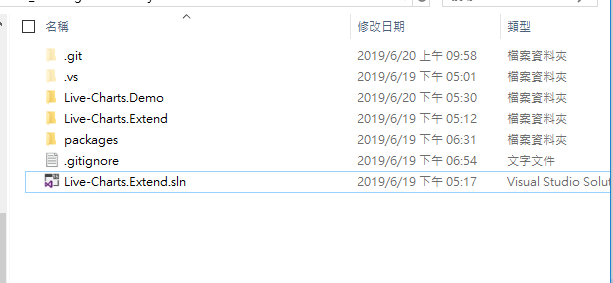 名稱 修改日期 類型
.git 2019/6/20 上午 09:58 檔案資料夾
.vs 2019/6/19 下午 05:01 檔案資料夾
Live-Charts.Demo 2019/6/20 下午 05:30 檔案資料夾
Live-Charts.Extend 2019/6/19 下午 05:12 檔案資料夾
packages 2019/6/19 下午 06:31 檔案資料夾
.gitignore 2019/6/19 下午 06:54 文字文件
Live-Charts.Extend.sln 2019/6/19 下午 05:17 Visual Studio Solu